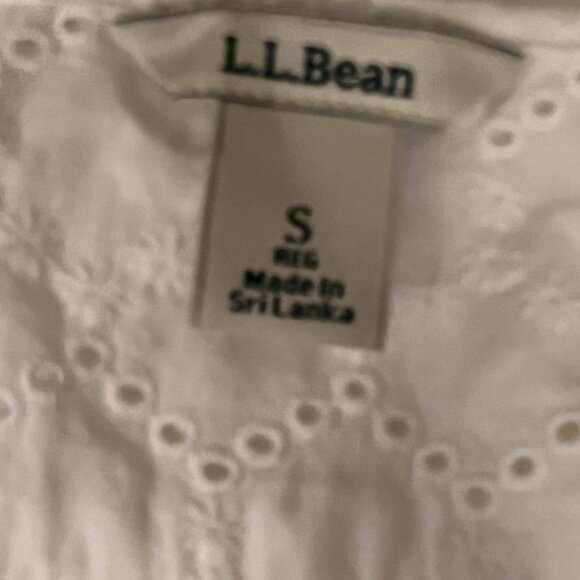 L.L.Bean
S
REG
Made In
Sri Lanka